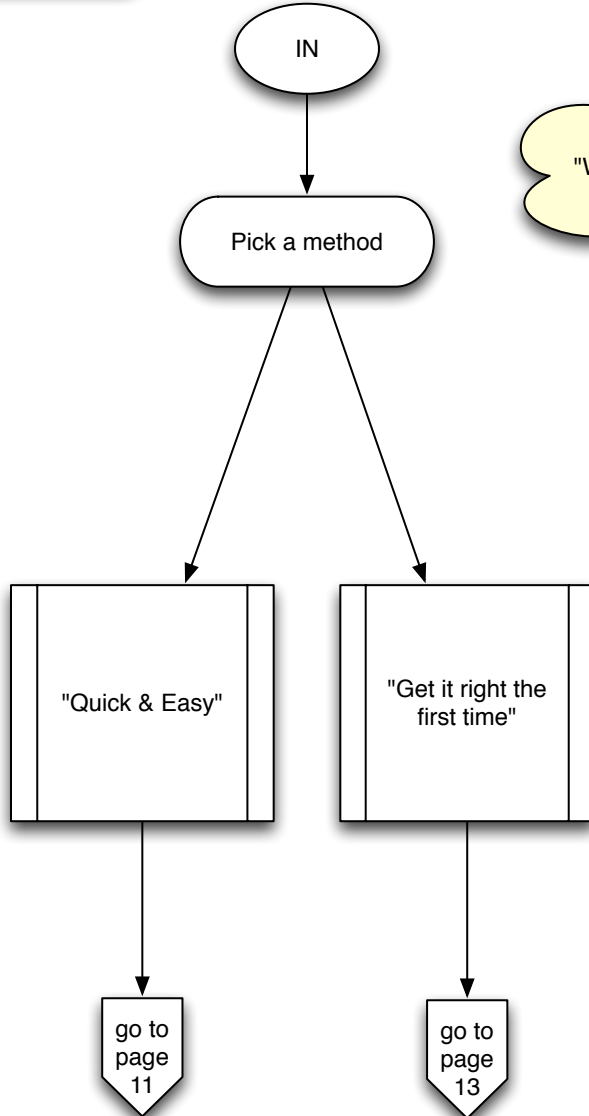 IN
"W
Pick a method
"Quick & Easy"
"Get it right the
first time"
go to
page
11
go to
page
13